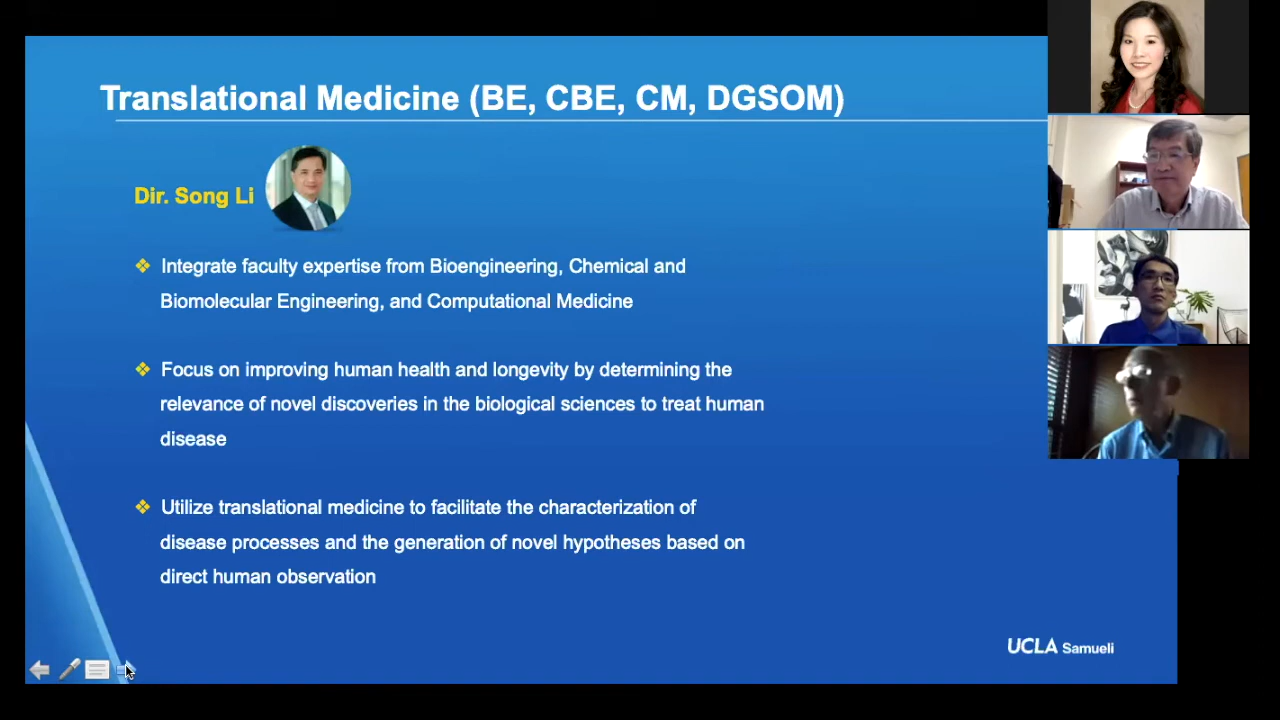 Translational Medicine (BE, CBE, CM, DGSOM)
Dir. Song Li
Integrate faculty expertise from Bioengineering, Chemical and
Biomolecular Engineering, and Computational Medicine
Focus on improving human health and longevity by determining the
relevance of novel discoveries in the biological sciences to treat human
disease
Utilize translational medicine to facilitate the characterization of
disease processes and the generation of novel hypotheses based on
direct human observation
UCLA Samueli